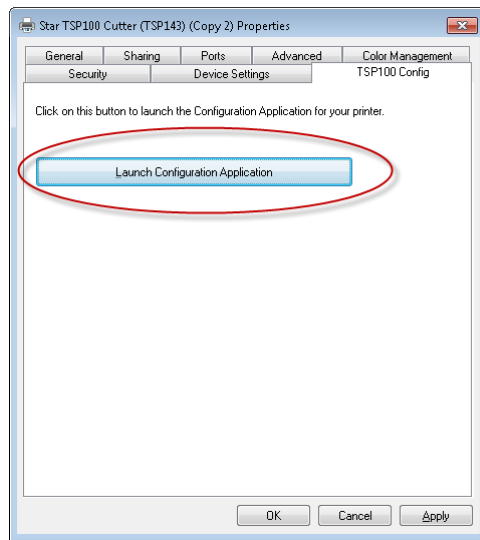 Star TSP100 Cutter (TSP143) (Copy 2) Properties
General Sharing Ports Advanced Color Management
Security Device Settings TSP100 Config
Click on this button to launch the Configuration Application for your printer.
Launch Configuration Application
OK Cancel Apply